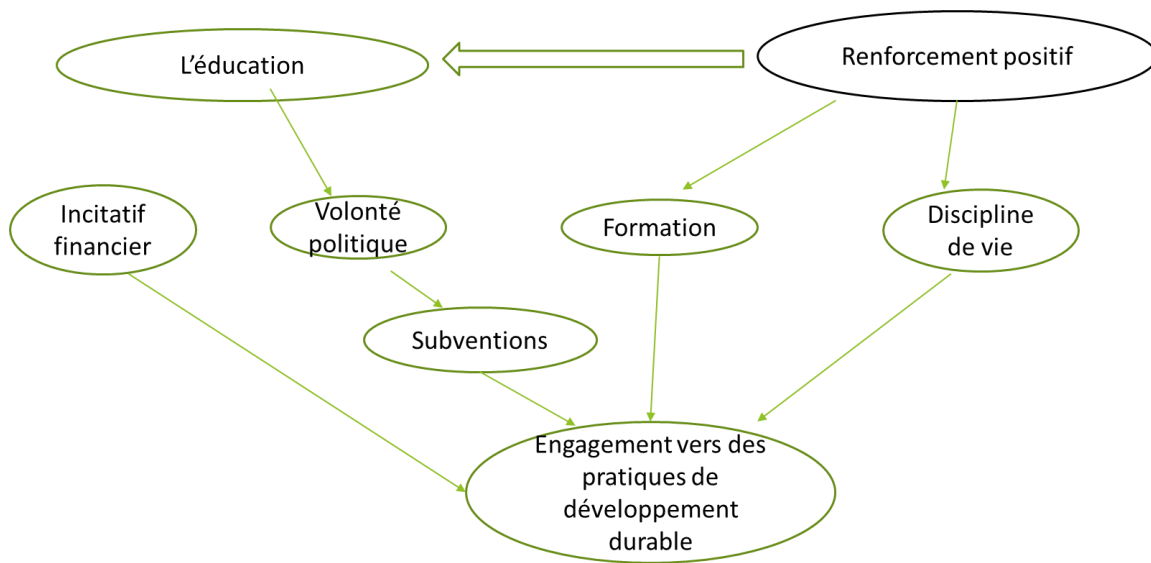 L'éducation
Renforcement positif
Incitatif
financier
Volonté
politique
Formation
Discipline
de vie
Subventions
Engagement vers des
pratiques de
développement
durable